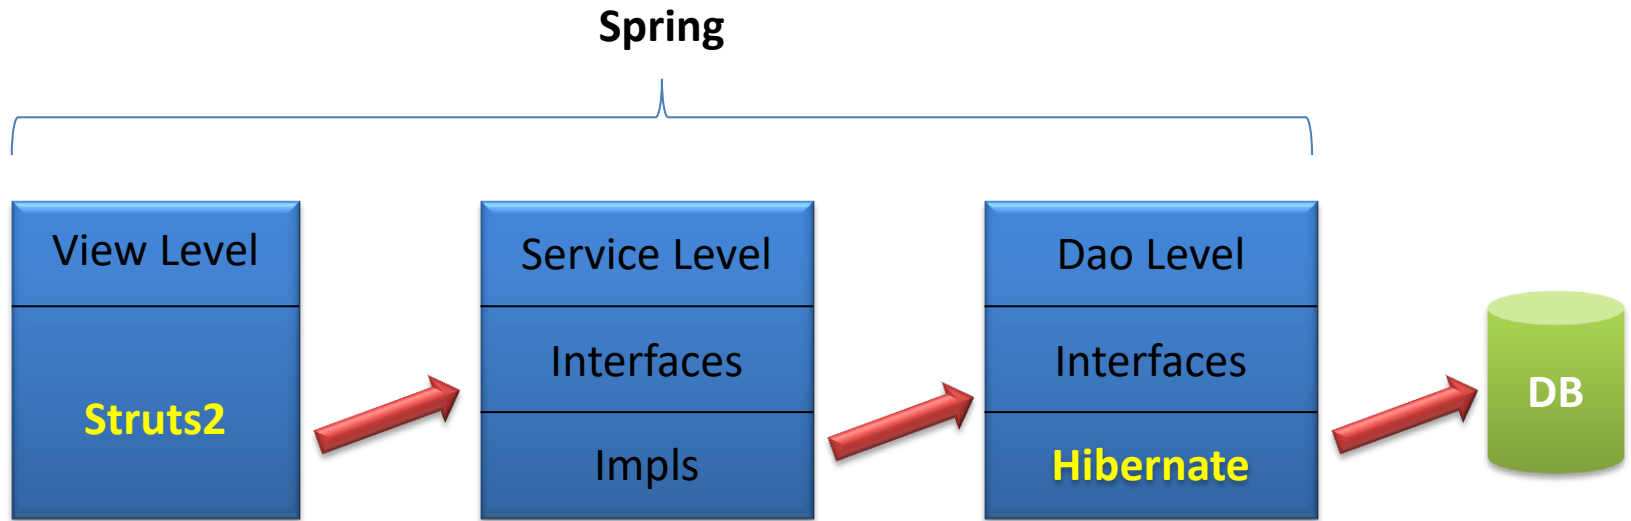 Spring
View Level
Struts2
Service Level
Interfaces
Impls
Dao Level
Interfaces
Hibernate
DB